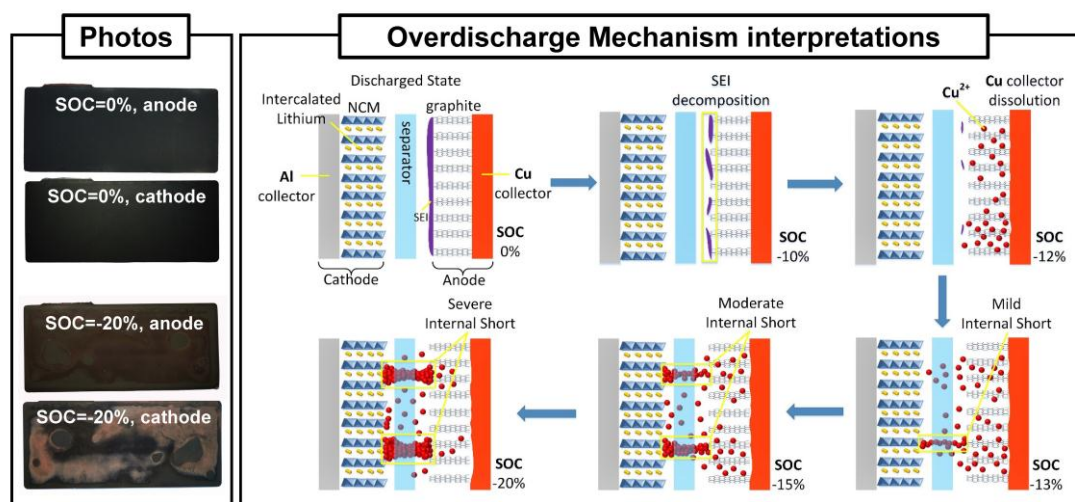 Photos
SOC=0%, anode
SOC=0%, cathode
SOC=-20%, anode
SOC=-20%, cathode
Overdischarge Mechanism interpretations
Discharged State
Intercalated
Lithium
NCM
separator
graphite
Al
collector
Cu
collector
SEI
SOC
0%
Cathode
Anode
SEI
decomposition
SOC
-10%
Cu²⁺
Cu collector
dissolution
SOC
-12%
Mild
Internal Short
SOC
-13%
Moderate
Internal Short
SOC
-15%
Severe
Internal Short
SOC
-20%